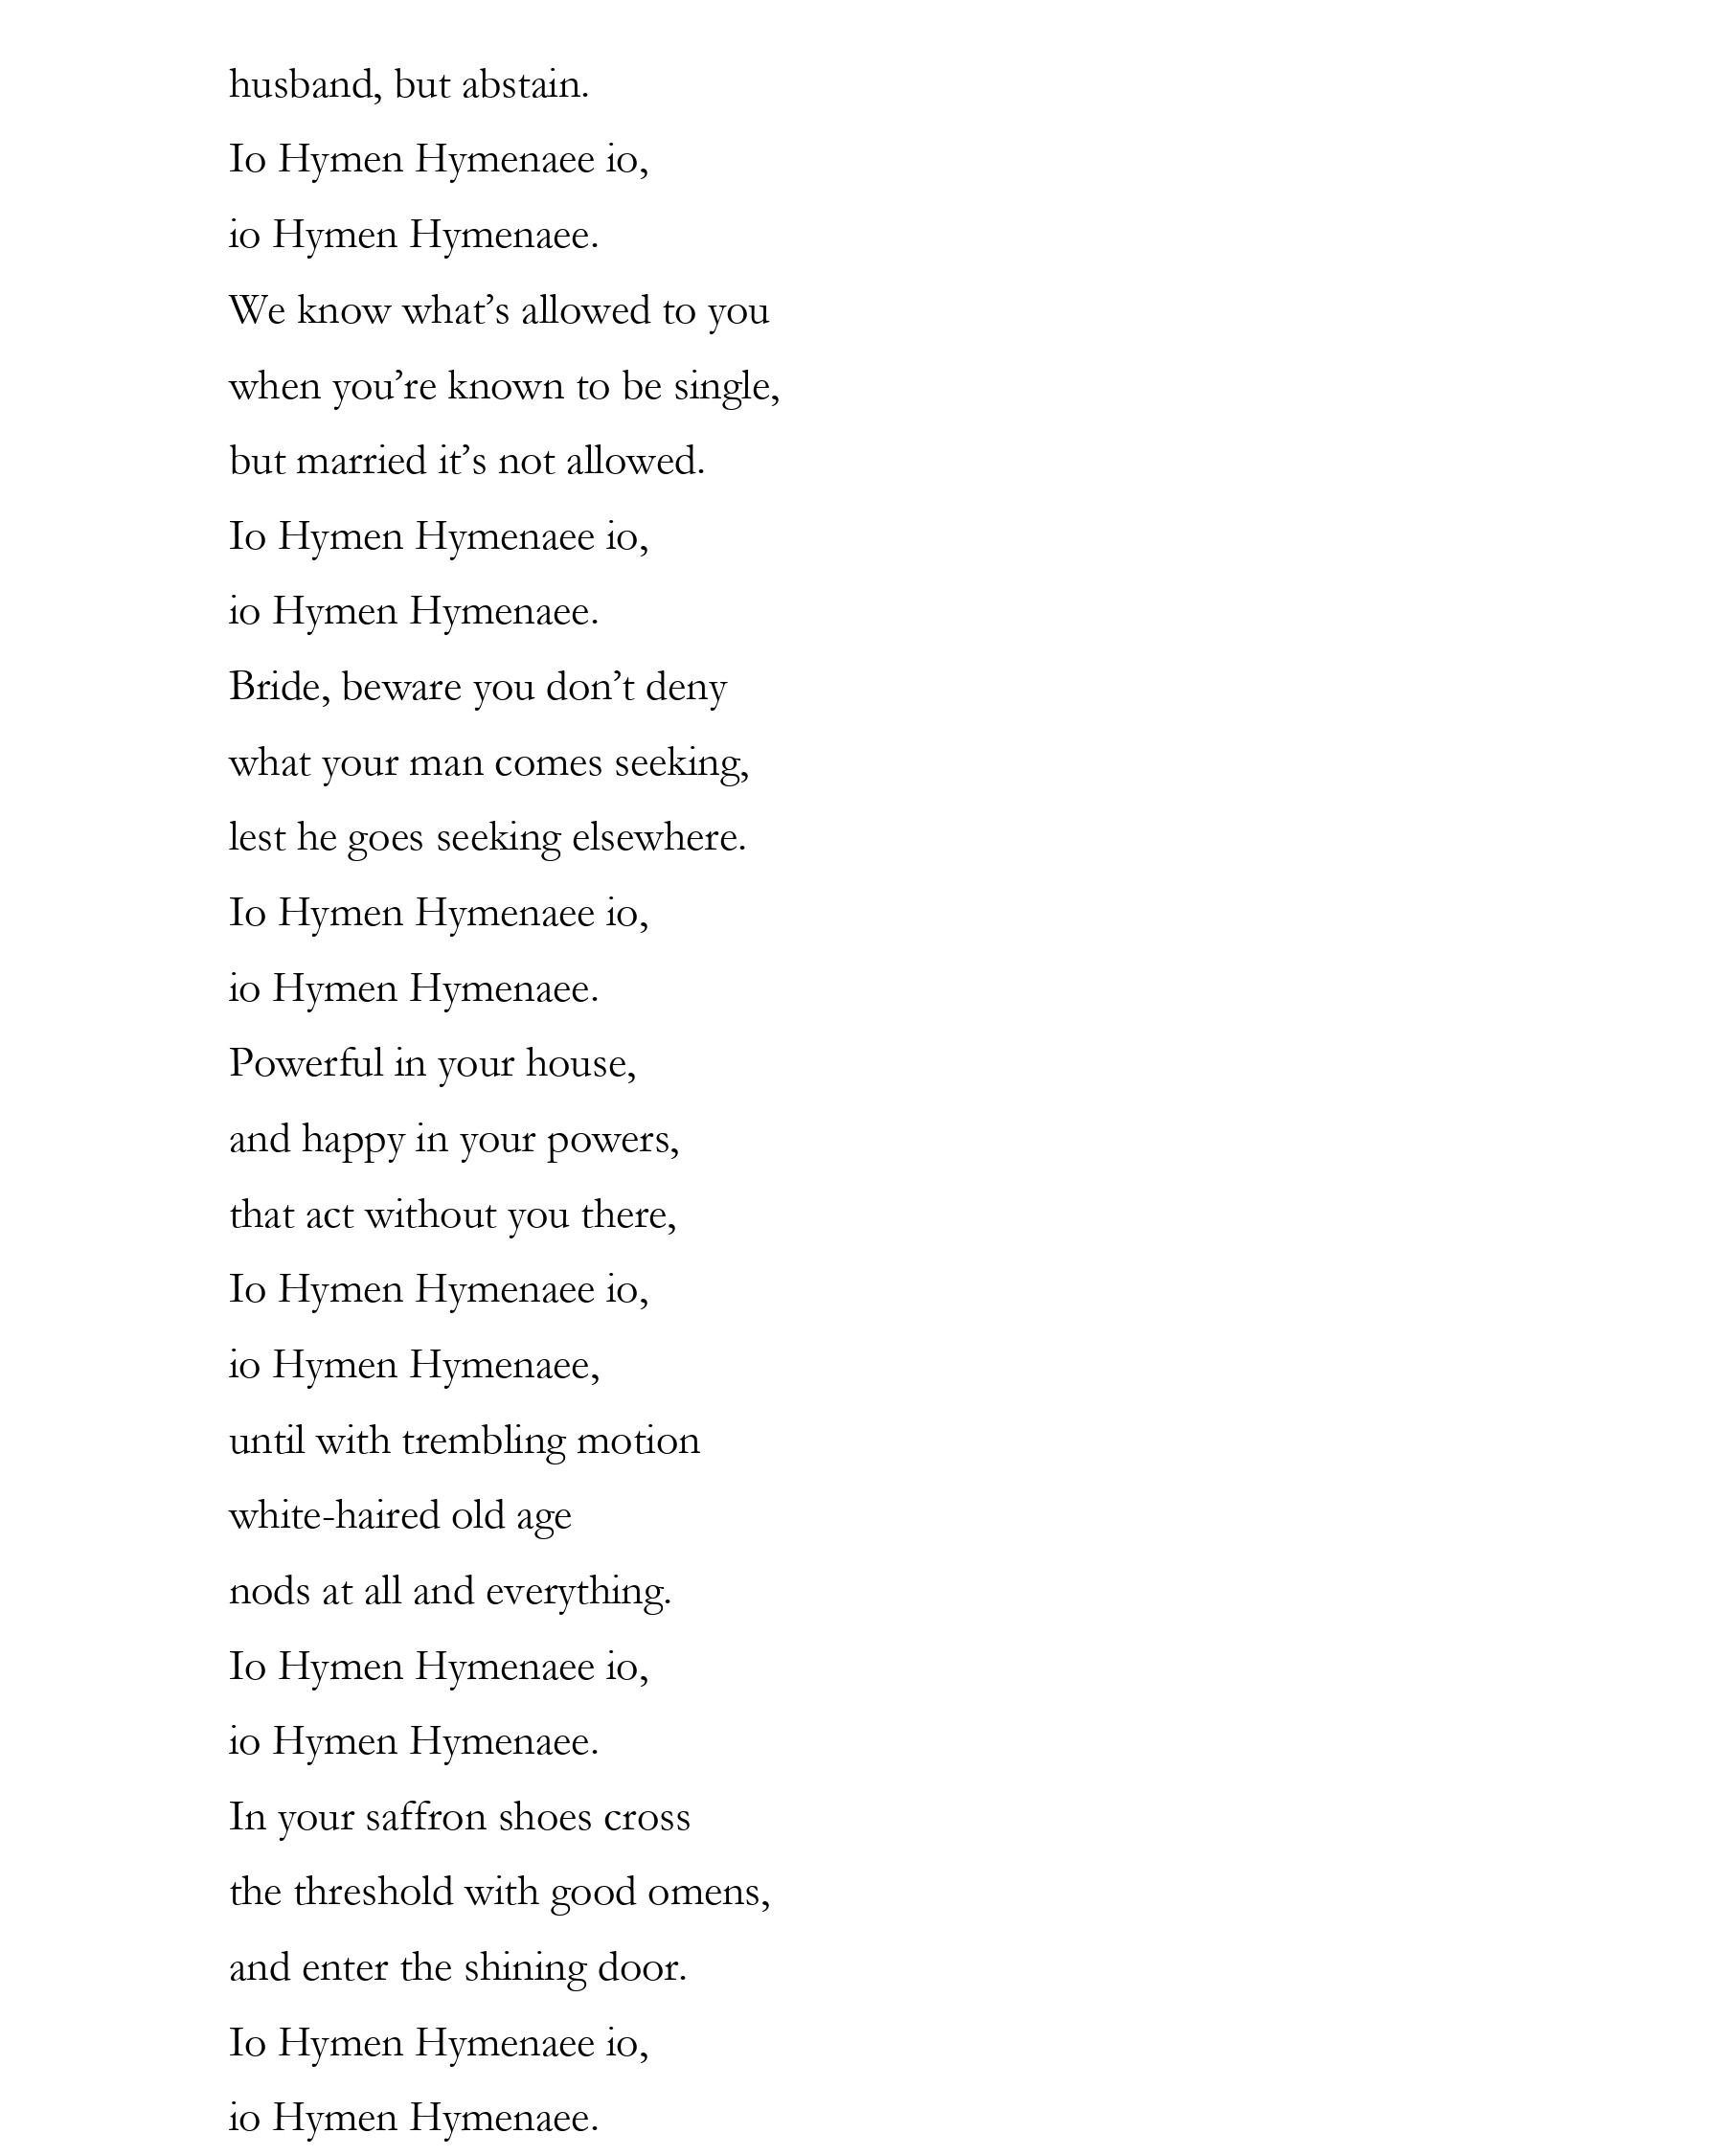 husband, but abstain.
Io Hymen Hymenaee io,
io Hymen Hymenaee.
We know what’s allowed to you
when you’re known to be single,
but married it’s not allowed.
Io Hymen Hymenaee io,
io Hymen Hymenaee.
Bride, beware you don’t deny
what your man comes seeking,
lest he goes seeking elsewhere.
Io Hymen Hymenaee io,
io Hymen Hymenaee.
Powerful in your house,
and happy in your powers,
that act without you there,
Io Hymen Hymenaee io,
io Hymen Hymenaee,
until with trembling motion
white-haired old age
nods at all and everything.
Io Hymen Hymenaee io,
io Hymen Hymenaee.
In your saffron shoes cross
the threshold with good omens,
and enter the shining door.
Io Hymen Hymenaee io,
io Hymen Hymenaee.